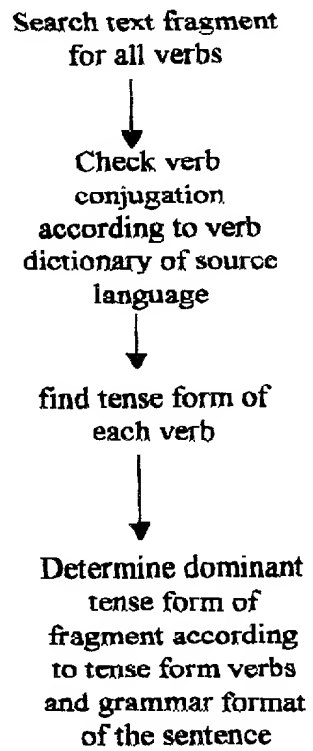 Search text fragment
for all verbs
Check verb
conjugation
according to verb
dictionary of source
language
find tense form of
each verb
Determine dominant
tense form of
fragment according
to tense form verbs
and grammar format
of the sentence